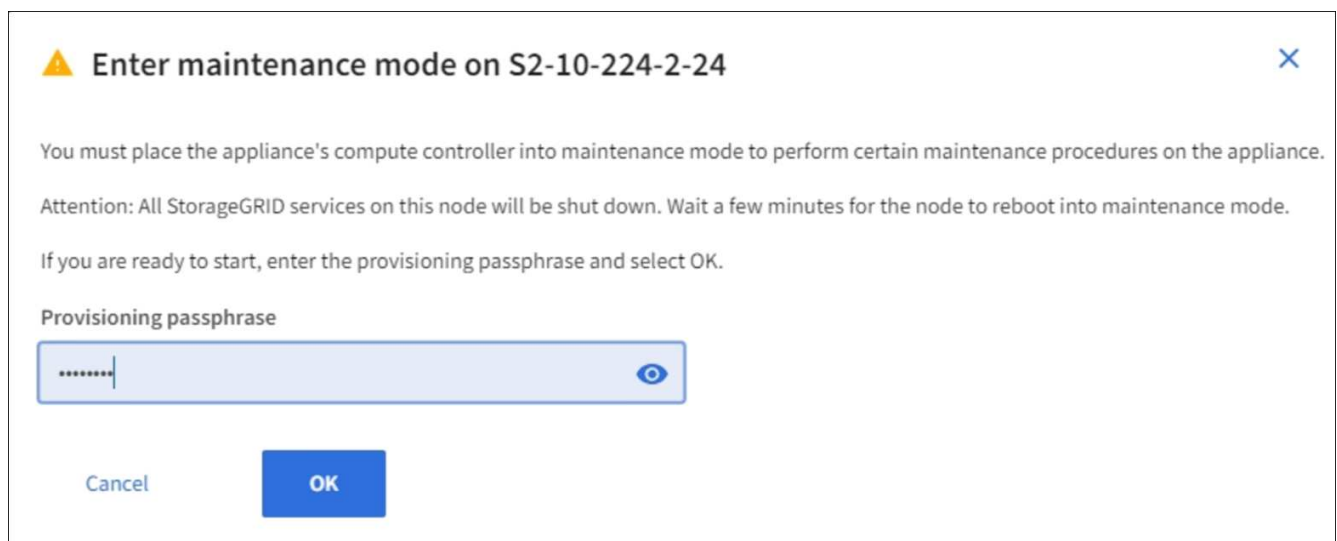 Enter maintenance mode on S2-10-224-2-24
You must place the appliance's compute controller into maintenance mode to perform certain maintenance procedures on the appliance.
Attention: All StorageGRID services on this node will be shut down. Wait a few minutes for the node to reboot into maintenance mode.
If you are ready to start, enter the provisioning passphrase and select OK.
Provisioning passphrase
••••••••
Cancel OK